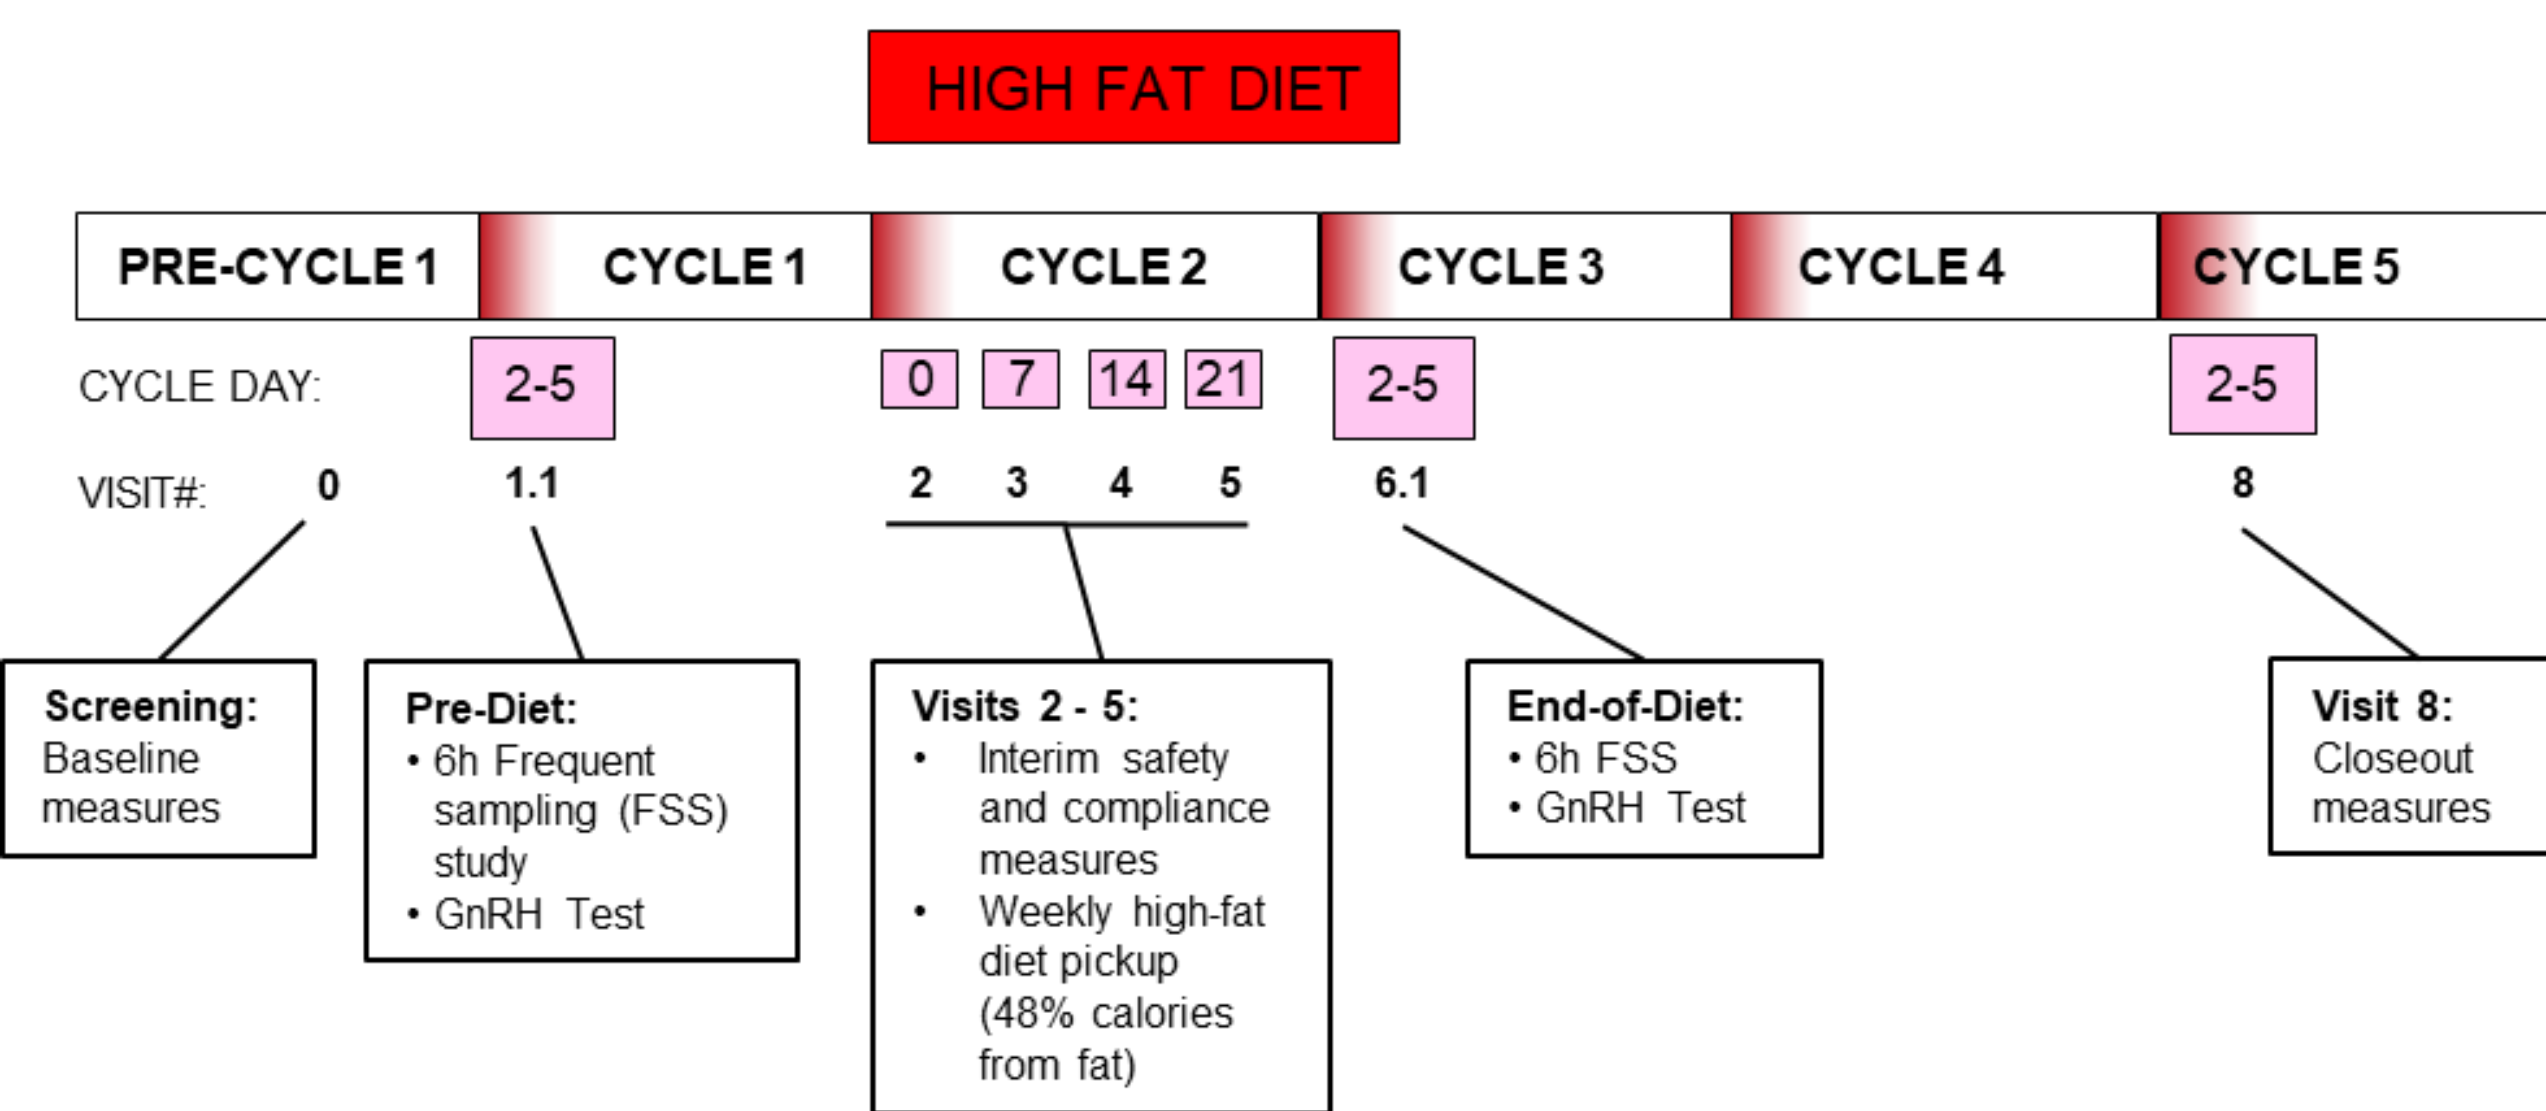 HIGH FAT DIET
PRE-CYCLE 1 CYCLE 1 CYCLE 2 CYCLE 3 CYCLE 4 CYCLE 5
CYCLE DAY: 2-5 0 7 14 21 2-5 2-5
VISIT#: 0 1.1 2 3 4 5 6.1 8
Screening:
Baseline
measures
Pre-Diet:
• 6h Frequent
sampling (FSS)
study
• GnRH Test
Visits 2 - 5:
• Interim safety
and compliance
measures
• Weekly high-fat
diet pickup
(48% calories
from fat)
End-of-Diet:
• 6h FSS
• GnRH Test
Visit 8:
Closeout
measures